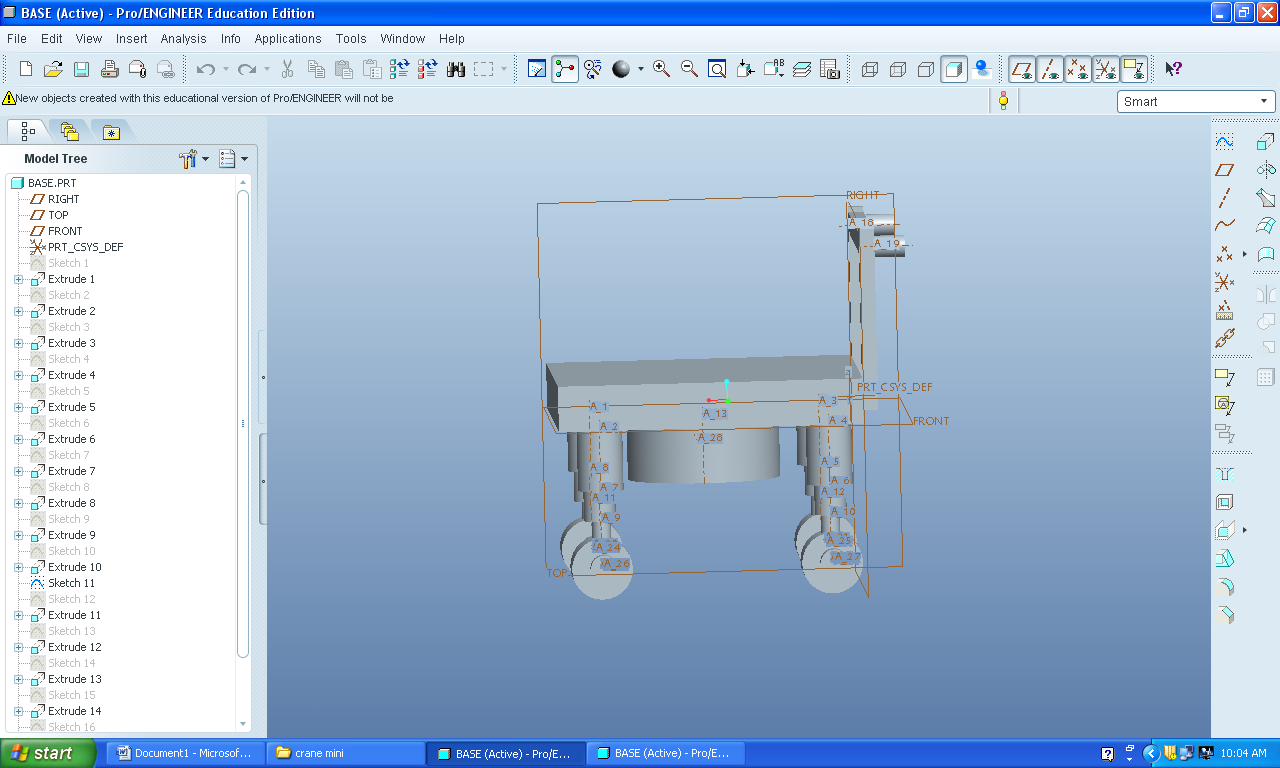 BASE (Active) - Pro/ENGINEER Education Edition
File Edit View Insert Analysis Info Applications Tools Window Help
New objects created with this educational version of Pro/ENGINEER will not be
Smart
Model Tree
BASE.PRT
RIGHT
TOP
FRONT
PRT_CSYS_DEF
Sketch 1
Extrude 1
Sketch 2
Extrude 2
Sketch 3
Extrude 3
Sketch 4
Extrude 4
Sketch 5
Extrude 5
Sketch 6
Extrude 6
Sketch 7
Extrude 7
Sketch 8
Extrude 8
Sketch 9
Extrude 9
Sketch 10
Extrude 10
Sketch 11
Sketch 12
Extrude 11
Sketch 13
Extrude 12
Sketch 14
Extrude 13
Sketch 15
Extrude 14
Sketch 16
RIGHT
A_18
A_19
PRT_CSYS_DEF
A_1
A_3
A_13
A_2
A_4
FRONT
A_28
A_8
A_5
A_7
A_6
A_11
A_12
A_9
A_10
A_24
A_25
A_26
A_27
TOP
start
Document1 - Microsof...
crane mini
BASE (Active) - Pro/E...
BASE (Active) - Pro/E...
10:04 AM